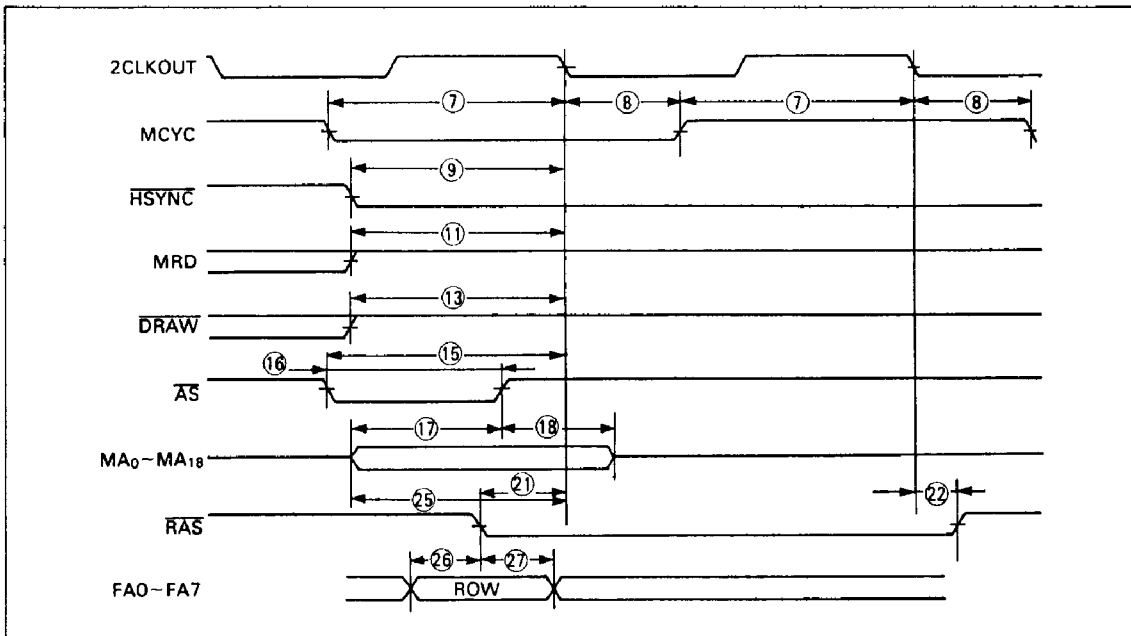 2CLKOUT
⑦ ⑧ ⑦ ⑧
MCYC
⑨
HSYNC
⑪
MRD
⑬
DRAW
⑮
⑯
AS
⑰ ⑱
MA₀~MA₁₈
㉑
㉕ ㉒
RAS
㉖ ㉗
FA0~FA7 ROW